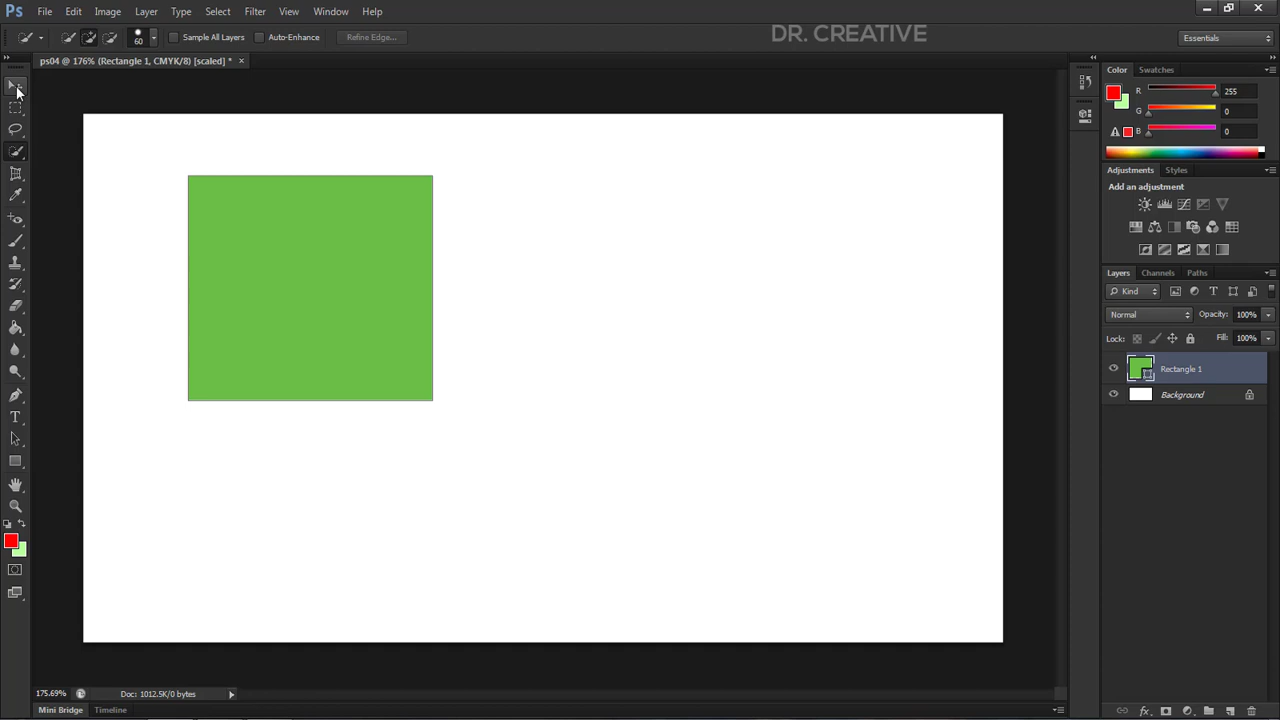 Ps File Edit Image Layer Type Select Filter View Window Help
60 Sample All Layers Auto-Enhance Refine Edge... DR. CREATIVE Essentials
ps04 @ 176% (Rectangle 1, CMYK/8) [scaled] * ×
Color Swatches
R 255
G 0
B 0
Adjustments Styles
Add an adjustment
Layers Channels Paths
Kind
Normal Opacity: 100%
Lock: Fill: 100%
Rectangle 1
Background
175.69% Doc: 1012.5K/0 bytes
Mini Bridge Timeline